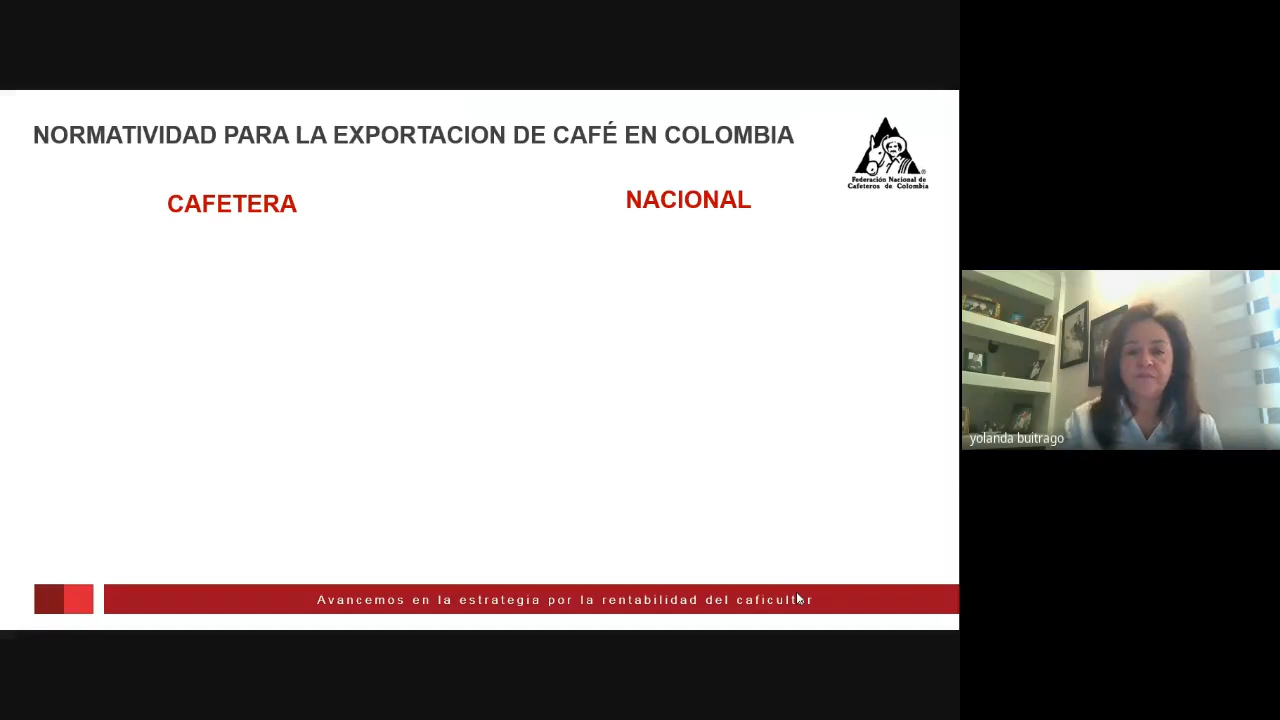 NORMATIVIDAD PARA LA EXPORTACION DE CAFÉ EN COLOMBIA
Federación Nacional de
Cafeteros de Colombia
®
CAFETERA
NACIONAL
yolanda buitrago
Avancemos en la estrategia por la rentabilidad del caficultor